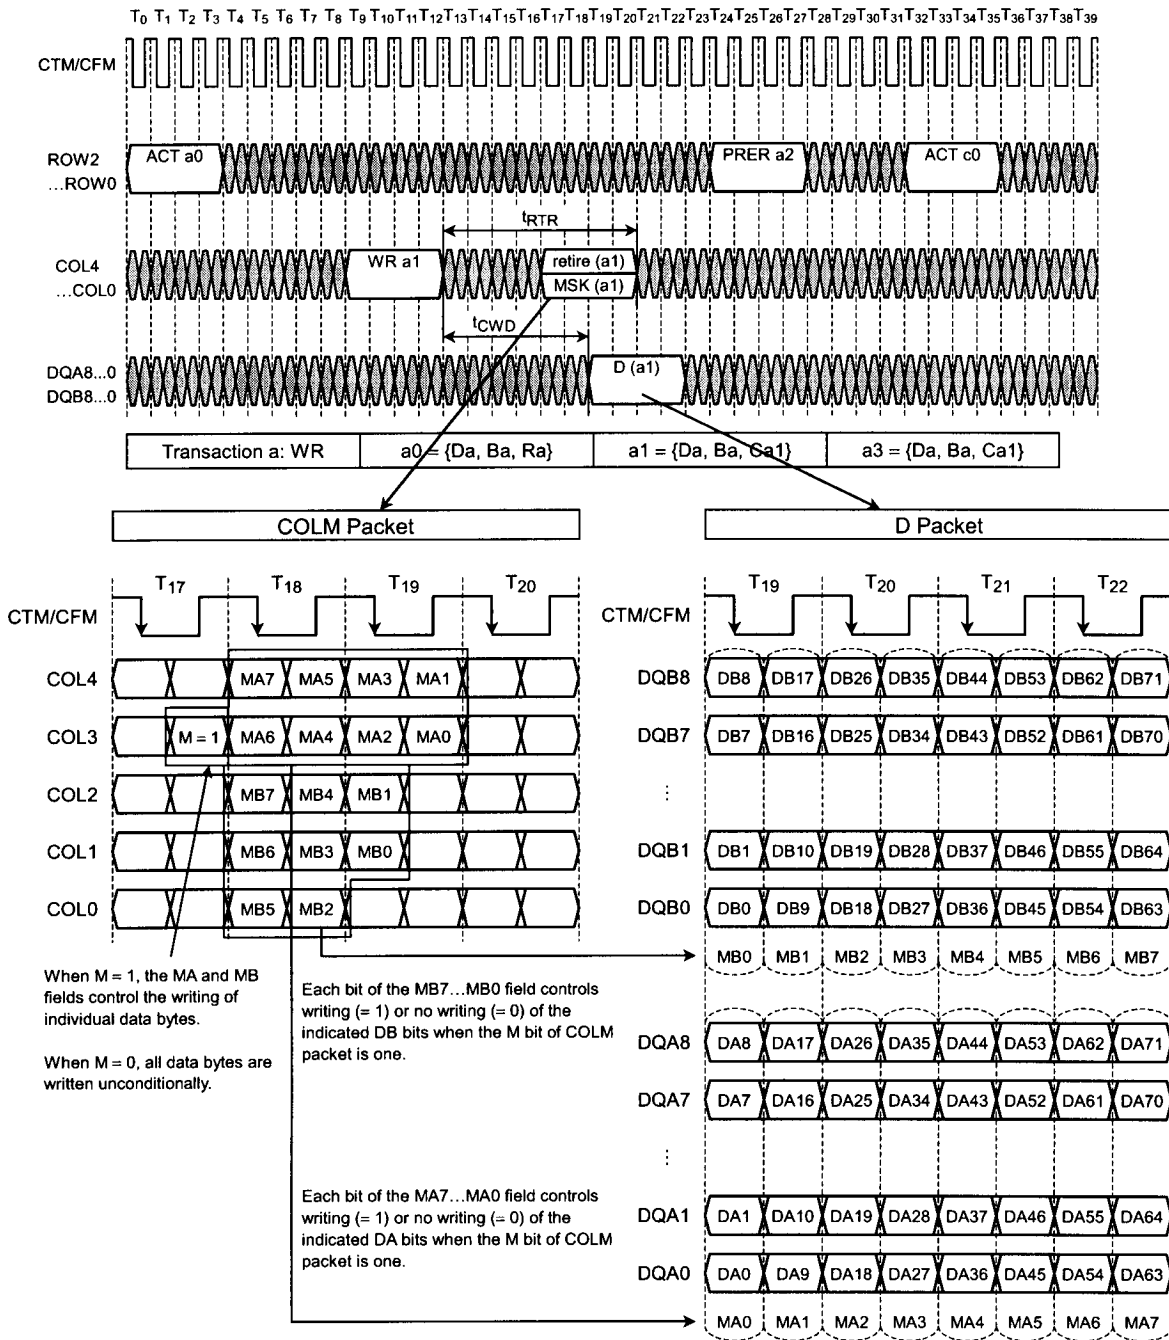 T0 T1 T2 T3 T4 T5 T6 T7 T8 T9 T10 T11 T12 T13 T14 T15 T16 T17 T18 T19 T20 T21 T22 T23 T24 T25 T26 T27 T28 T29 T30 T31 T32 T33 T34 T35 T36 T37 T38 T39
CTM/CFM
ROW2
...ROW0
ACT a0
PRER a2
ACT c0
tRTR
COL4
...COL0
WR a1
retire (a1)
MSK (a1)
tCWD
DQA8...0
DQB8...0
D (a1)
Transaction a: WR
a0 = {Da, Ba, Ra}
a1 = {Da, Ba, Ca1}
a3 = {Da, Ba, Ca1}
COLM Packet
T17 T18 T19 T20
CTM/CFM
COL4 MA7 MA5 MA3 MA1
COL3 M = 1 MA6 MA4 MA2 MA0
COL2 MB7 MB4 MB1
COL1 MB6 MB3 MB0
COL0 MB5 MB2
When M = 1, the MA and MB
fields control the writing of
individual data bytes.
When M = 0, all data bytes are
written unconditionally.
Each bit of the MB7...MB0 field controls
writing (= 1) or no writing (= 0) of the
indicated DB bits when the M bit of COLM
packet is one.
Each bit of the MA7...MA0 field controls
writing (= 1) or no writing (= 0) of the
indicated DA bits when the M bit of COLM
packet is one.
D Packet
T19 T20 T21 T22
CTM/CFM
DQB8 DB8 DB17 DB26 DB35 DB44 DB53 DB62 DB71
DQB7 DB7 DB16 DB25 DB34 DB43 DB52 DB61 DB70
⋮
DQB1 DB1 DB10 DB19 DB28 DB37 DB46 DB55 DB64
DQB0 DB0 DB9 DB18 DB27 DB36 DB45 DB54 DB63
MB0 MB1 MB2 MB3 MB4 MB5 MB6 MB7
DQA8 DA8 DA17 DA26 DA35 DA44 DA53 DA62 DA71
DQA7 DA7 DA16 DA25 DA34 DA43 DA52 DA61 DA70
⋮
DQA1 DA1 DA10 DA19 DA28 DA37 DA46 DA55 DA64
DQA0 DA0 DA9 DA18 DA27 DA36 DA45 DA54 DA63
MA0 MA1 MA2 MA3 MA4 MA5 MA6 MA7